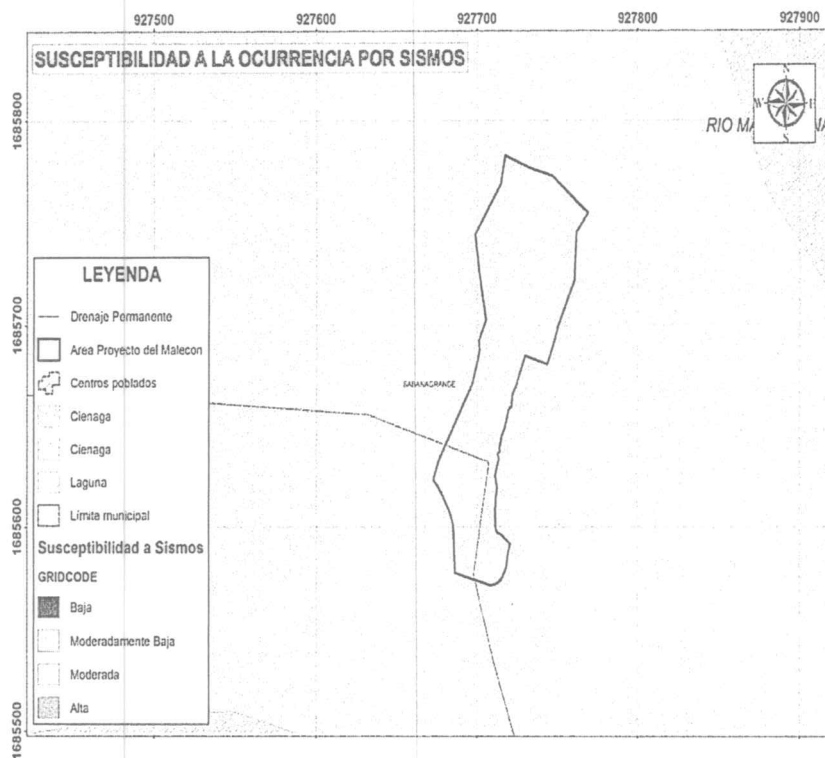 927500 927600 927700 927800 927900
SUSCEPTIBILIDAD A LA OCURRENCIA POR SISMOS
N
W E
S
RIO MA NA
1685800
1685700
1685600
1685500
SABANAGRANDE
LEYENDA
Drenaje Permanente
Area Proyecto del Malecon
Centros poblados
Cienaga
Cienaga
Laguna
Limite municipal
Susceptibilidad a Sismos
GRIDCODE
Baja
Moderadamente Baja
Moderada
Alta